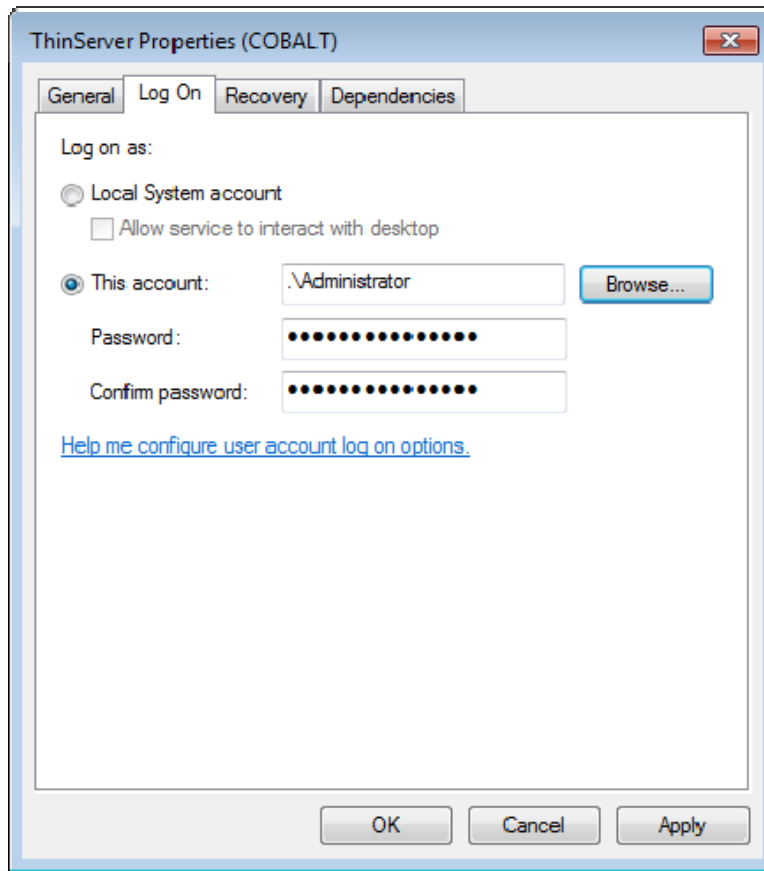 ThinServer Properties (COBALT)
General Log On Recovery Dependencies
Log on as:
Local System account
Allow service to interact with desktop
This account: .\Administrator Browse...
Password: •••••••••••••••
Confirm password: •••••••••••••••
Help me configure user account log on options.
OK Cancel Apply